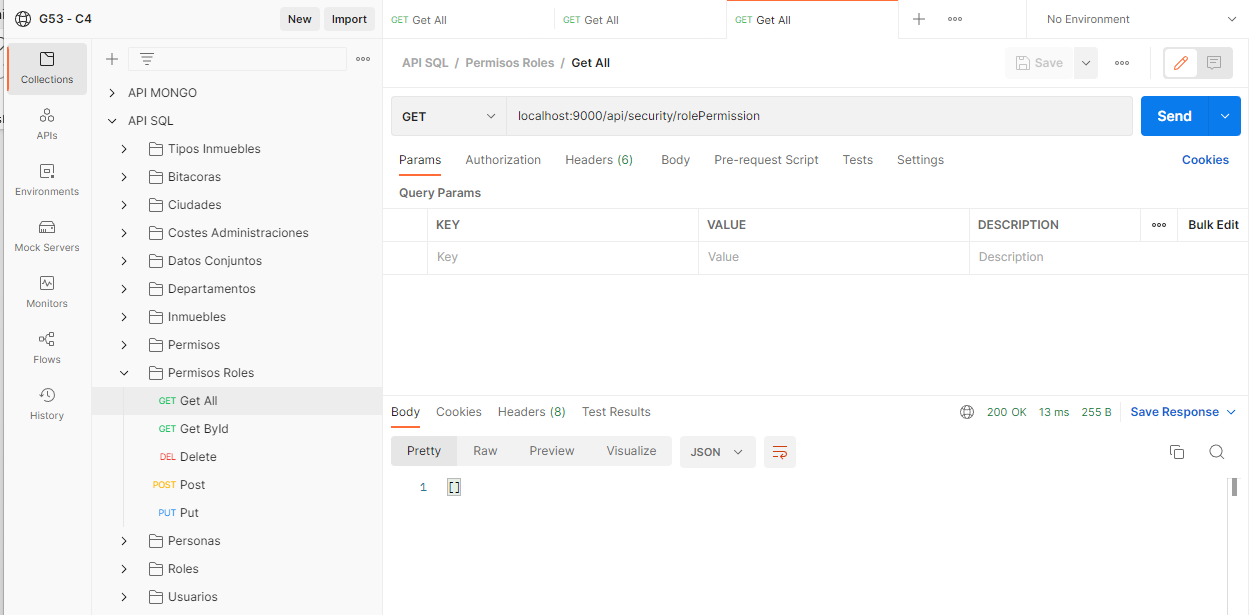 G53 - C4
New
Import
GET Get All
GET Get All
GET Get All
No Environment
Collections
APIs
Environments
Mock Servers
Monitors
Flows
History
API MONGO
API SQL
Tipos Inmuebles
Bitacoras
Ciudades
Costes Administraciones
Datos Conjuntos
Departamentos
Inmuebles
Permisos
Permisos Roles
GET Get All
GET Get ById
DEL Delete
POST Post
PUT Put
Personas
Roles
Usuarios
API SQL / Permisos Roles / Get All
Save
GET
localhost:9000/api/security/rolePermission
Send
Params
Authorization
Headers (6)
Body
Pre-request Script
Tests
Settings
Cookies
Query Params
KEY
VALUE
DESCRIPTION
Bulk Edit
Key
Value
Description
Body
Cookies
Headers (8)
Test Results
200 OK
13 ms
255 B
Save Response
Pretty
Raw
Preview
Visualize
JSON
1
[]